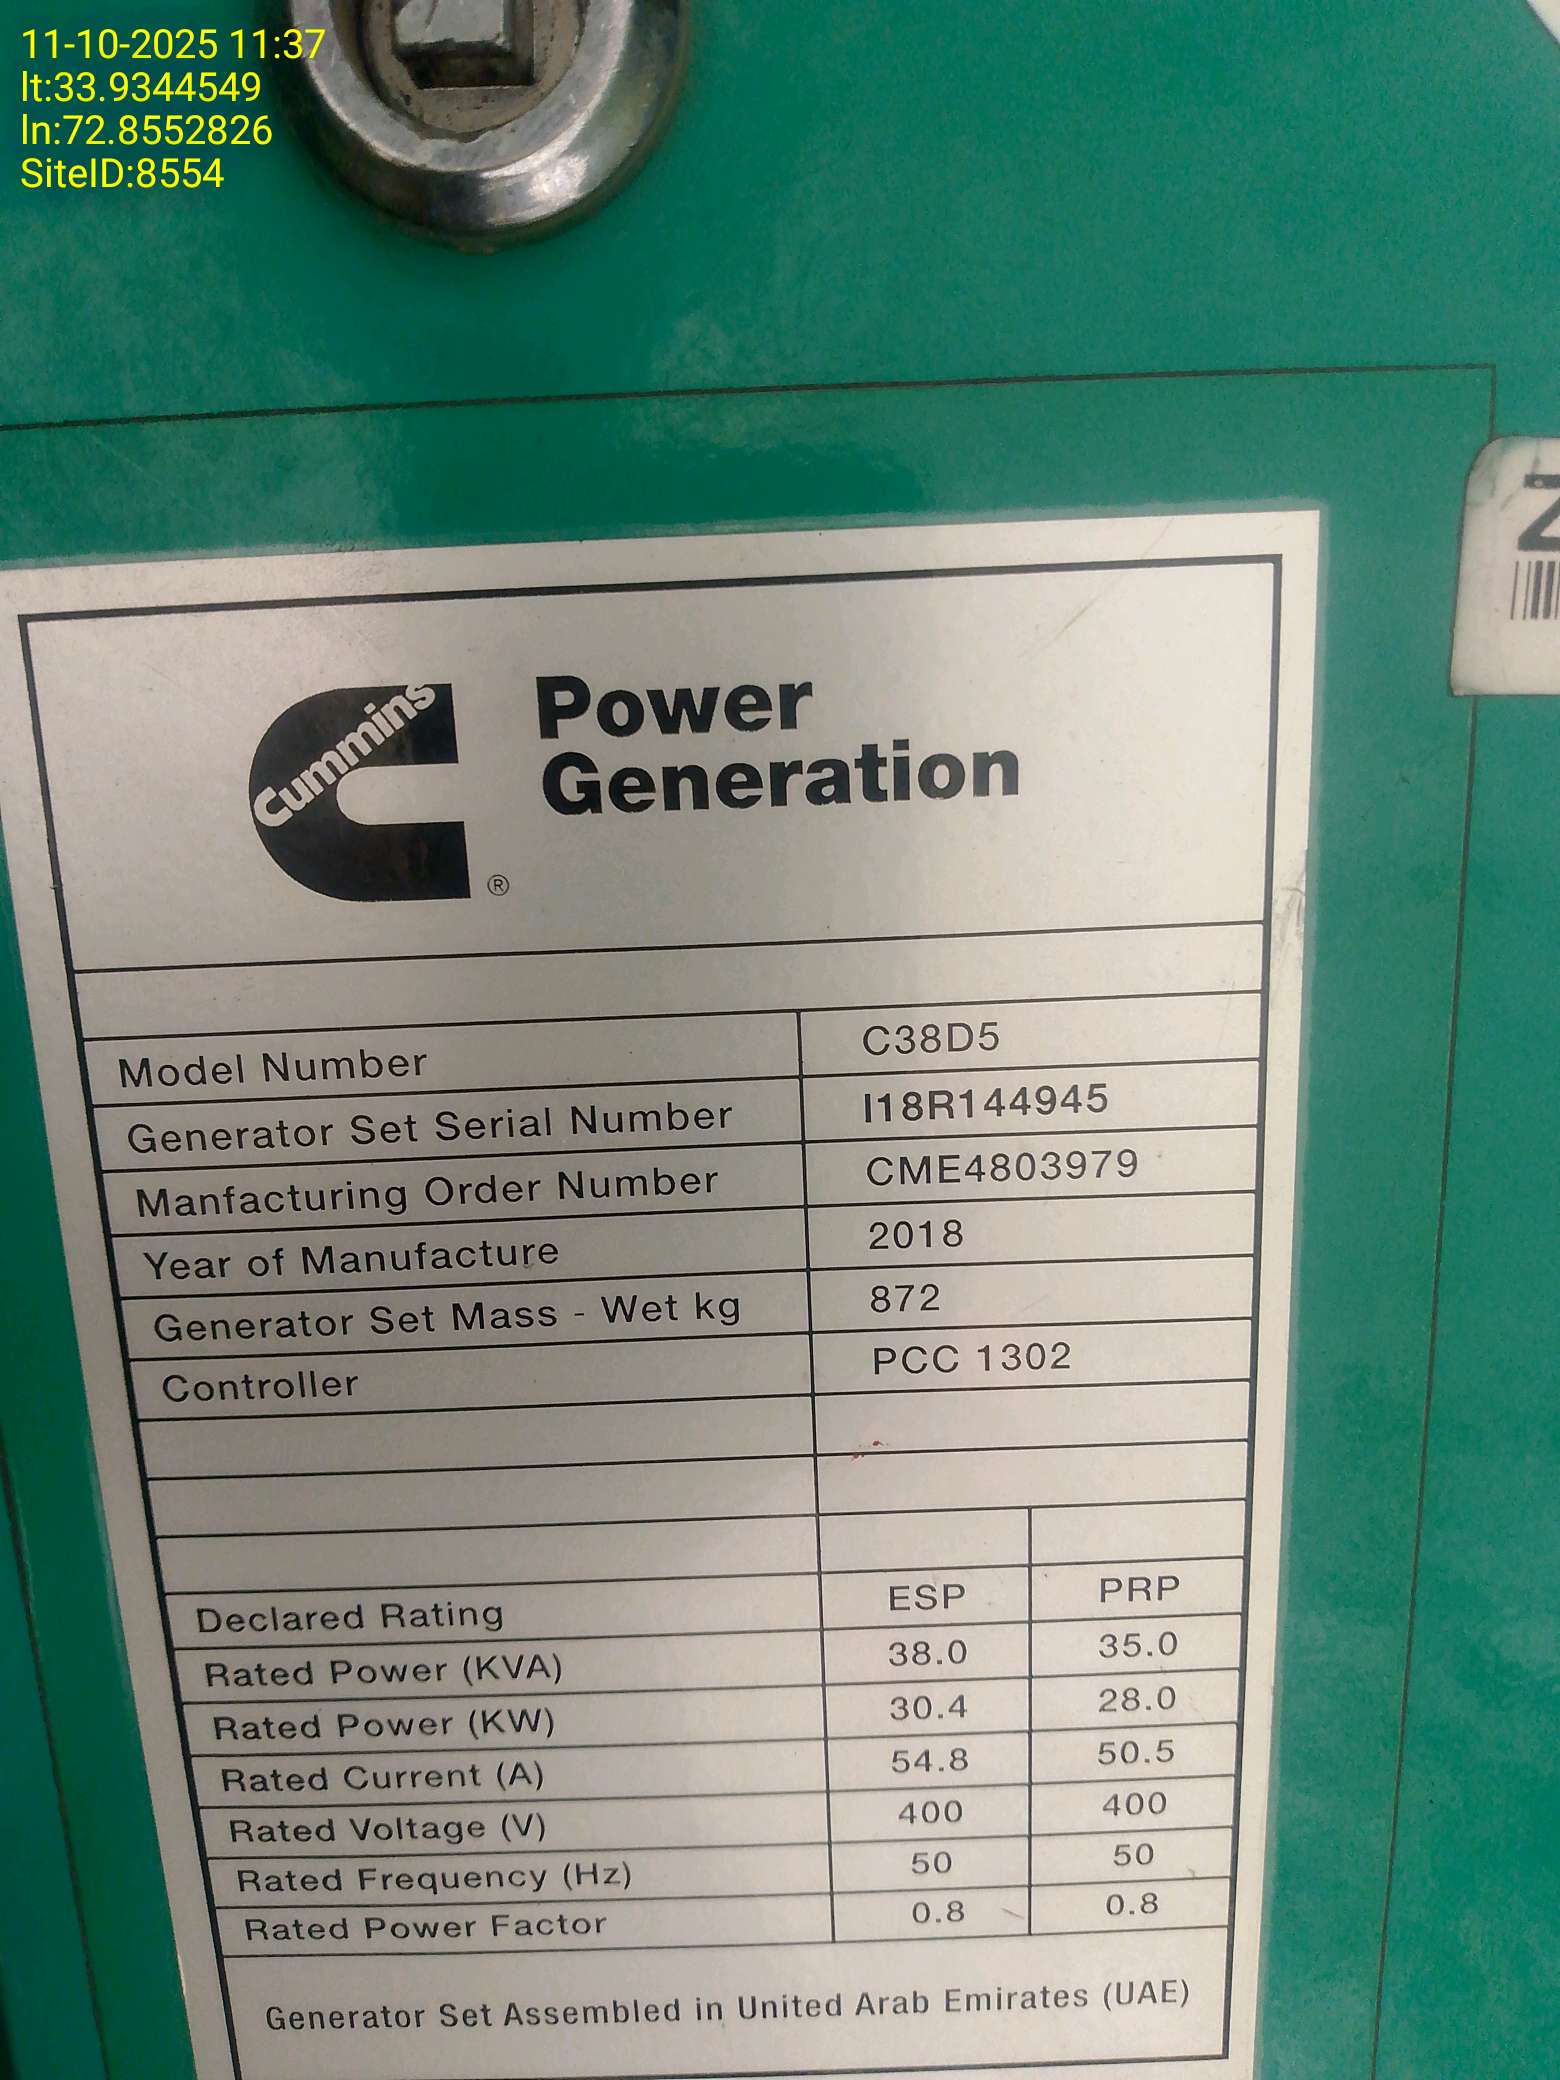 11-10-2025 11:37
lt:33.9344549
ln:72.8552826
SiteID:8554
Z
Cummins
®
Power
Generation
Model Number C38D5
Generator Set Serial Number I18R144945
Manfacturing Order Number CME4803979
Year of Manufacture 2018
Generator Set Mass - Wet kg 872
Controller PCC 1302
Declared Rating ESP PRP
Rated Power (KVA) 38.0 35.0
Rated Power (KW) 30.4 28.0
Rated Current (A) 54.8 50.5
Rated Voltage (V) 400 400
Rated Frequency (Hz) 50 50
Rated Power Factor 0.8 0.8
Generator Set Assembled in United Arab Emirates (UAE)